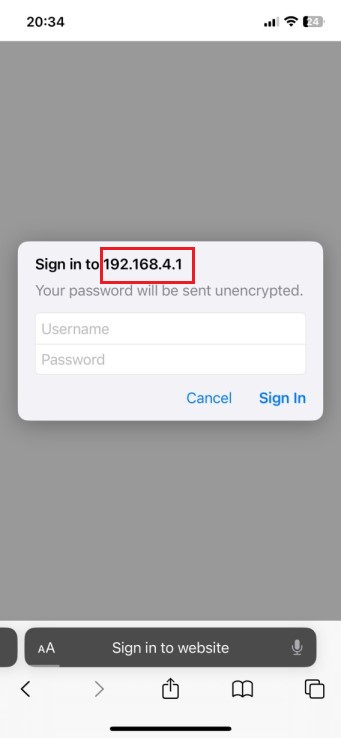 20:34
24
Sign in to 192.168.4.1
Your password will be sent unencrypted.
Username
Password
Cancel Sign In
AA Sign in to website